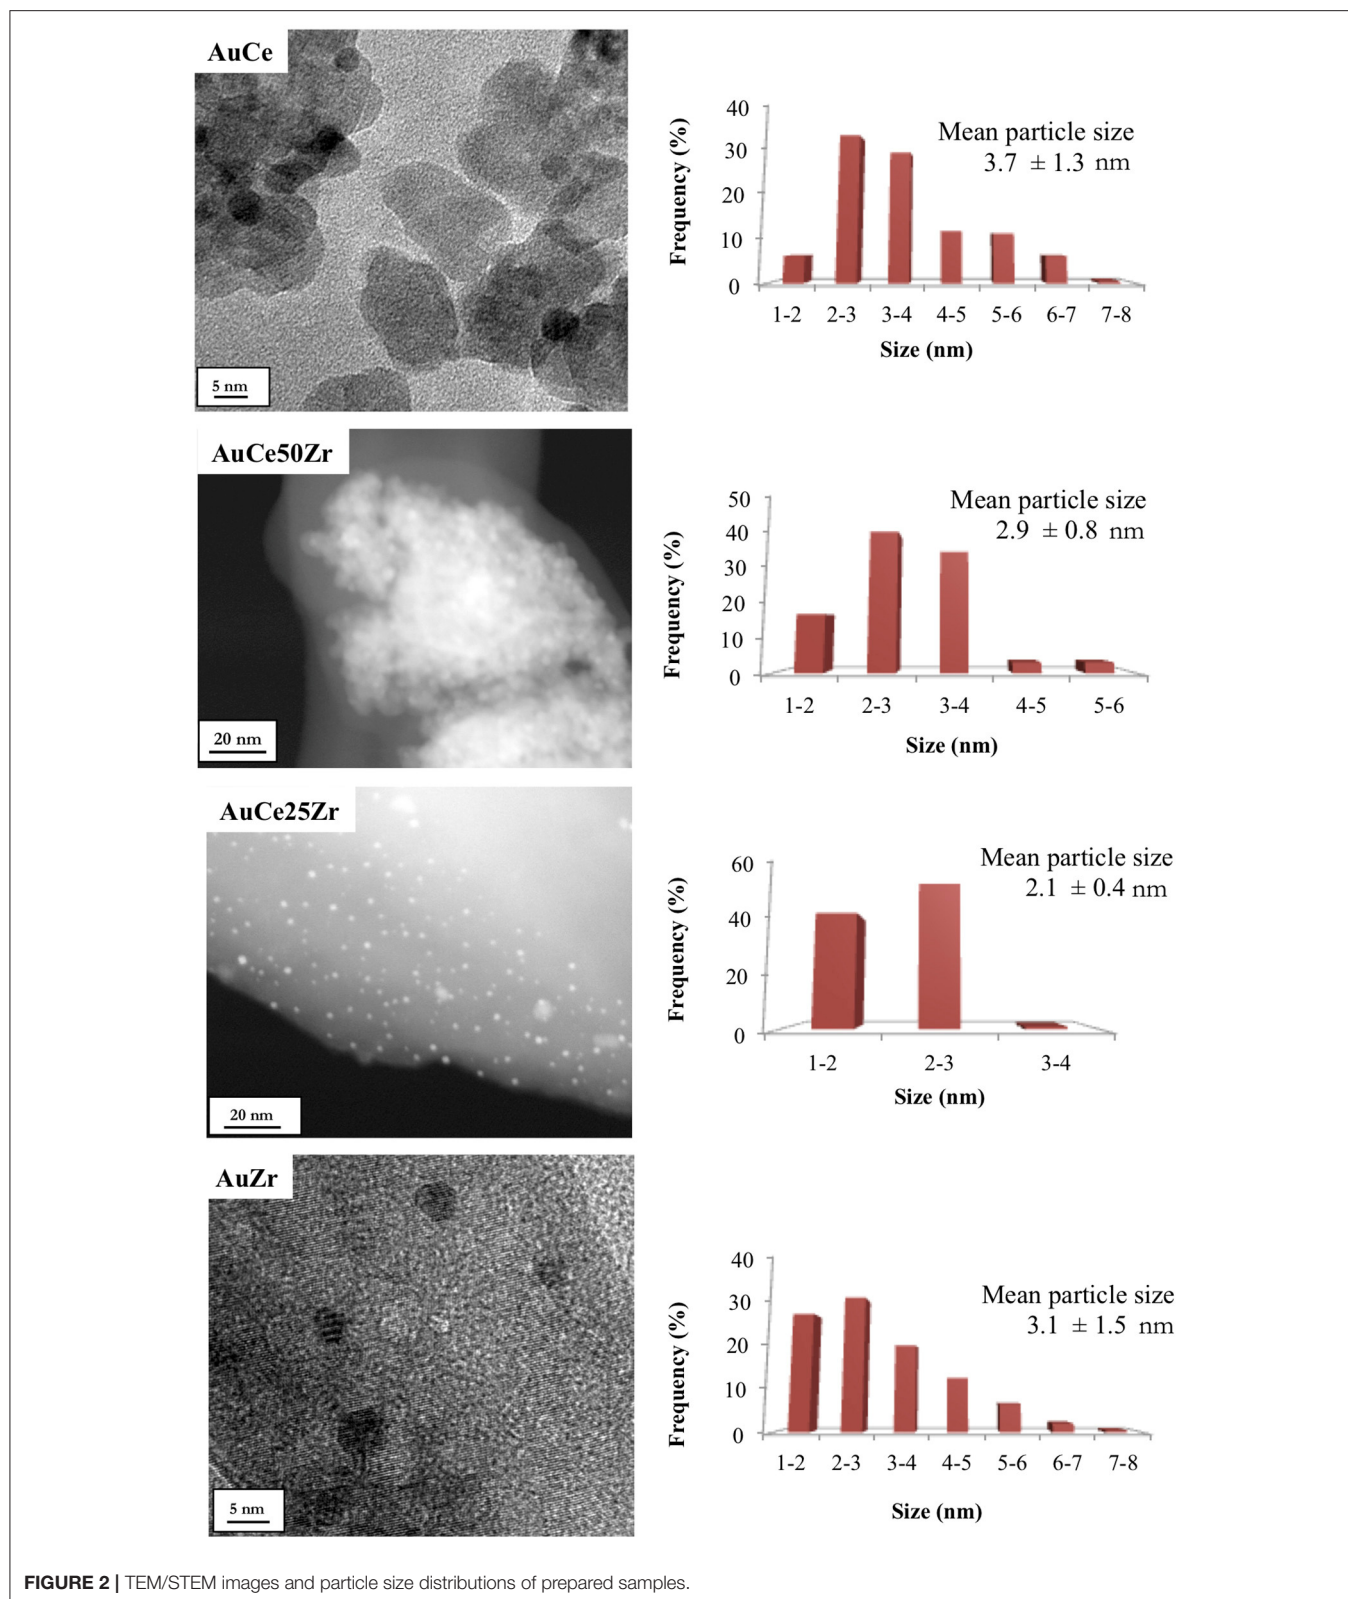 AuCe
5 nm
Mean particle size
3.7 ± 1.3 nm
Frequency (%)
40
30
20
10
0
1-2 2-3 3-4 4-5 5-6 6-7 7-8
Size (nm)
AuCe50Zr
20 nm
Mean particle size
2.9 ± 0.8 nm
Frequency (%)
50
40
30
20
10
0
1-2 2-3 3-4 4-5 5-6
Size (nm)
AuCe25Zr
20 nm
Mean particle size
2.1 ± 0.4 nm
Frequency (%)
60
40
20
0
1-2 2-3 3-4
Size (nm)
AuZr
5 nm
Mean particle size
3.1 ± 1.5 nm
Frequency (%)
40
30
20
10
0
1-2 2-3 3-4 4-5 5-6 6-7 7-8
Size (nm)
FIGURE 2 | TEM/STEM images and particle size distributions of prepared samples.